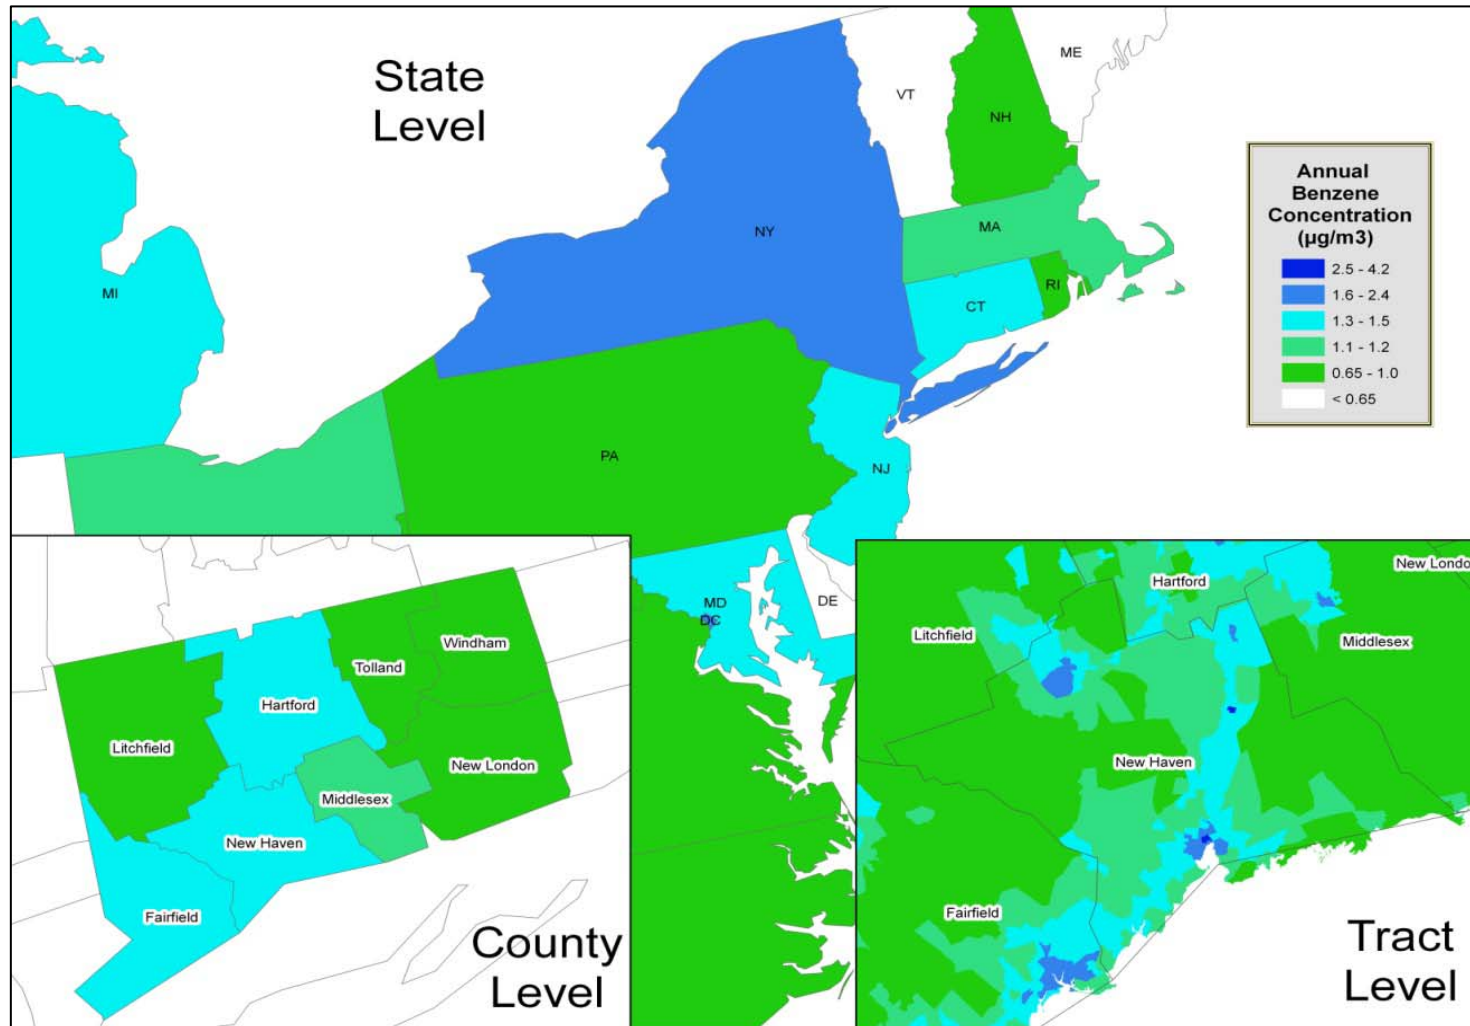 State
Level
ME
VT
NH
NY
MA
MI
RI
CT
PA
NJ
MD
DC
DE
Annual
Benzene
Concentration
(µg/m3)
2.5 - 4.2
1.6 - 2.4
1.3 - 1.5
1.1 - 1.2
0.65 - 1.0
< 0.65
Windham
Tolland
Hartford
Litchfield
New London
Middlesex
New Haven
Fairfield
County
Level
New Londo
Hartford
Litchfield
Middlesex
New Haven
Fairfield
Tract
Level